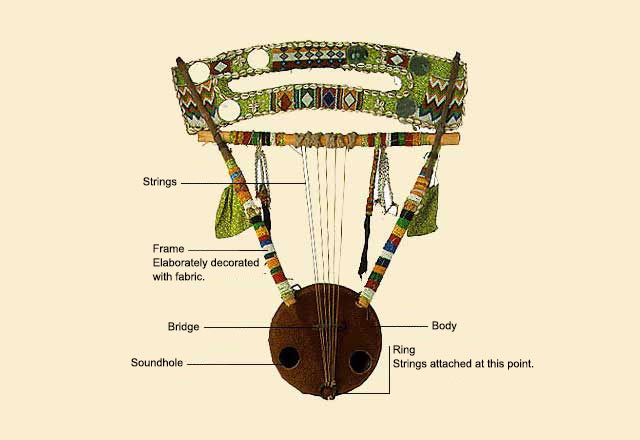 Strings
Frame
Elaborately decorated
with fabric.
Bridge
Body
Soundhole
Ring
Strings attached at this point.